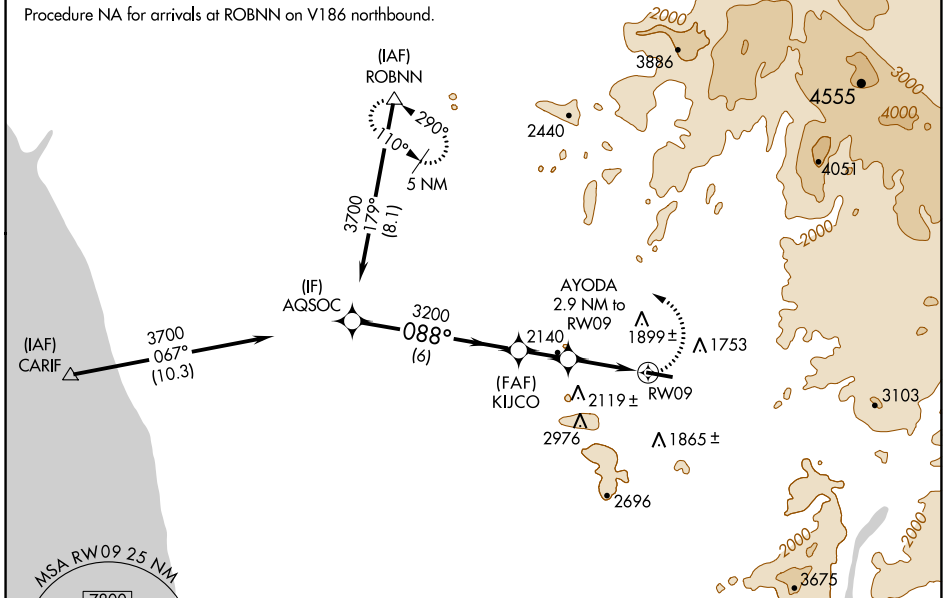 Procedure NA for arrivals at ROBNN on V186 northbound.
2000
3886
3000
4555
4000
(IAF)
ROBNN
290°
110°
5 NM
2440
4051
2000
3700
179°
(8.1)
(IF)
AQSOC
AYODA
2.9 NM to
RW09
3200
088°
(6)
2140
1899±
1753
(IAF)
CARIF
3700
067°
(10.3)
(FAF)
KIJCO
RW09
2119±
3103
2976
1865±
2696
MSA RW09 25 NM
2000
2000
3675